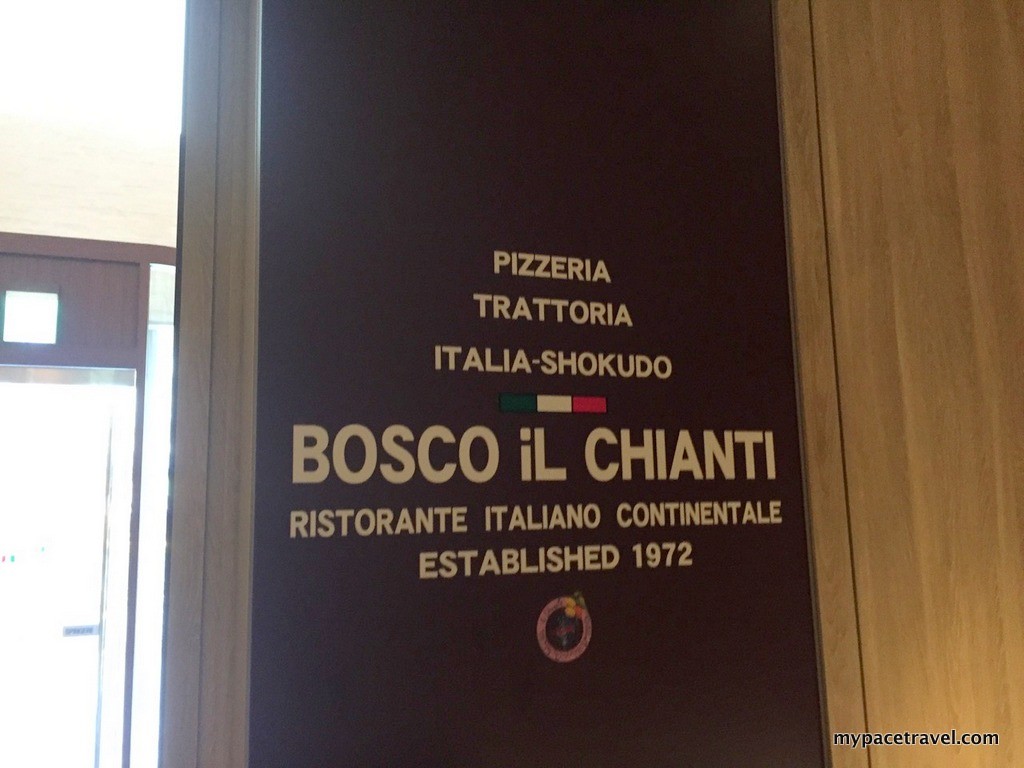 PIZZERIA
TRATTORIA
ITALIA-SHOKUDO
BOSCO iL CHIANTI
RISTORANTE ITALIANO CONTINENTALE
ESTABLISHED 1972
mypacetravel.com